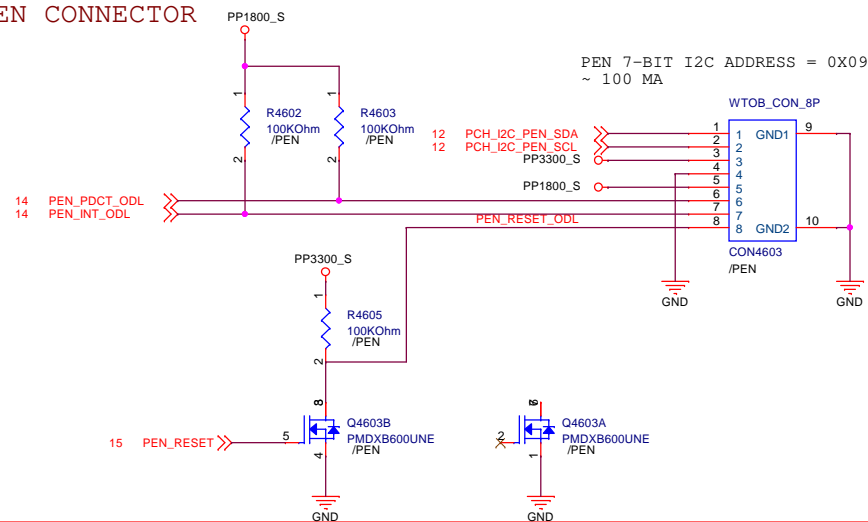 EN CONNECTOR
PP1800_S
PEN 7-BIT I2C ADDRESS = 0X09
~ 100 MA
WTOB_CON_8P
1
R4602
100KOhm
/PEN
2
1
R4603
100KOhm
/PEN
2
12 PCH_I2C_PEN_SDA
12 PCH_I2C_PEN_SCL
PP3300_S
PP1800_S
14 PEN_PDCT_ODL
14 PEN_INT_ODL
PEN_RESET_ODL
1 1 GND1 9
2 2
3 3
4 4
5 5
6 6
7 7
8 8 GND2 10
CON4603
/PEN
GND
GND
PP3300_S
1
R4605
100KOhm
/PEN
2
8
Q4603B
PMDXB600UNE
/PEN
15 PEN_RESET 5
4
GND
6
Q4603A
PMDXB600UNE
/PEN
2
1
GND